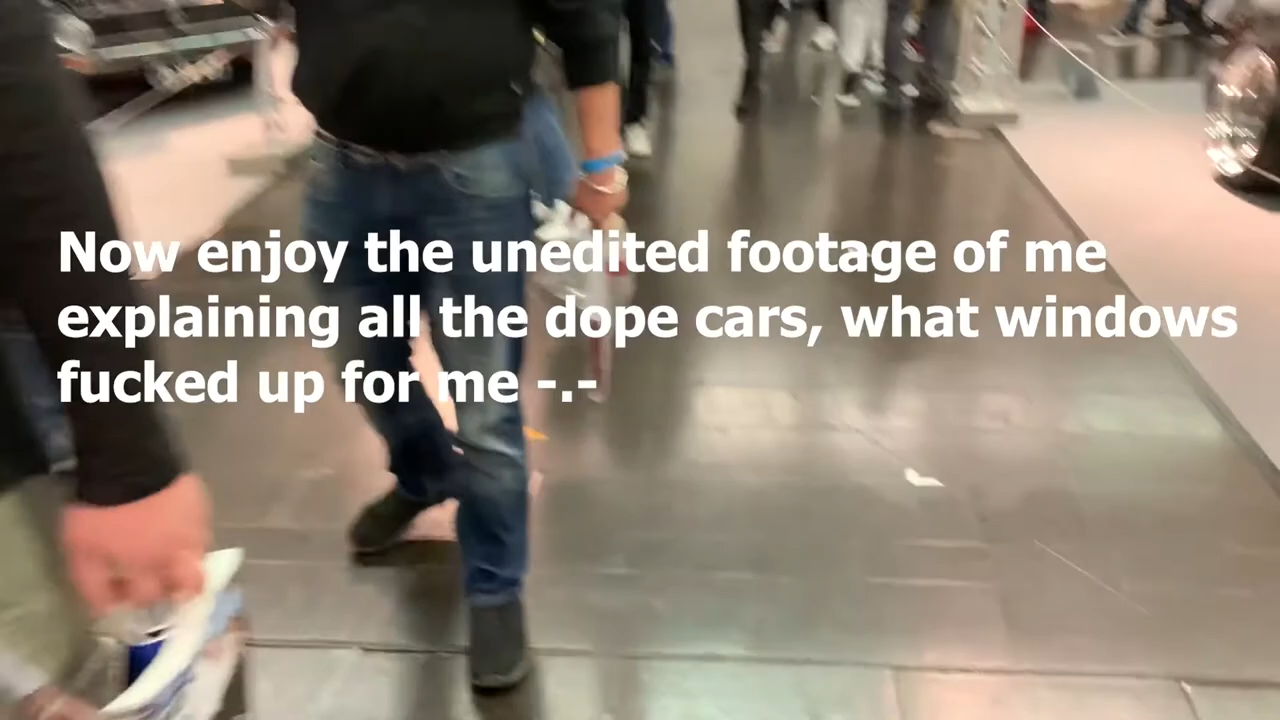 Now enjoy the unedited footage of me
explaining all the dope cars, what windows
fucked up for me -.-